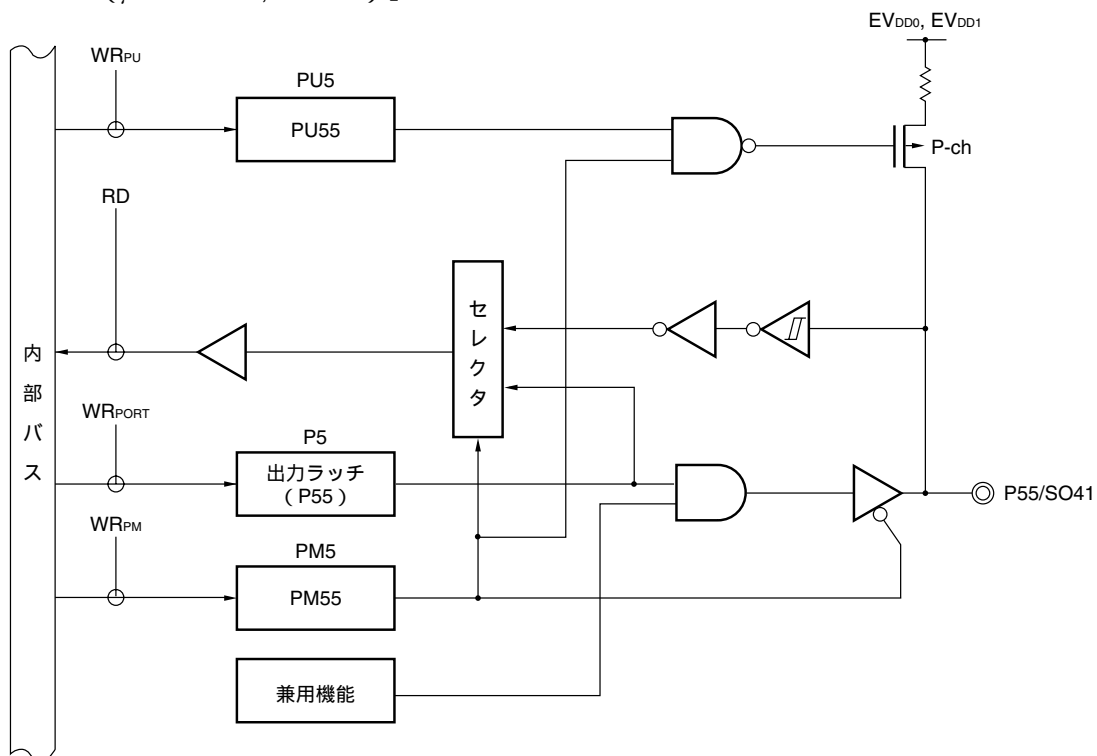 EVDD0, EVDD1
WRPU
PU5
PU55
P-ch
RD
セレクタ
内部バス
WRPORT
P5
出力ラッチ
（P55）
P55/SO41
WRPM
PM5
PM55
兼用機能